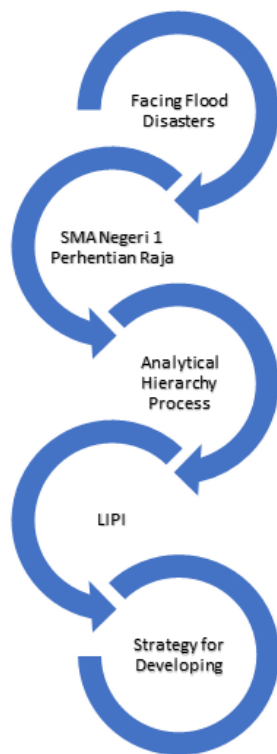 Facing Flood
Disasters
SMA Negeri 1
Perhentian Raja
Analytical
Hierarchy
Process
LIPI
Strategy for
Developing